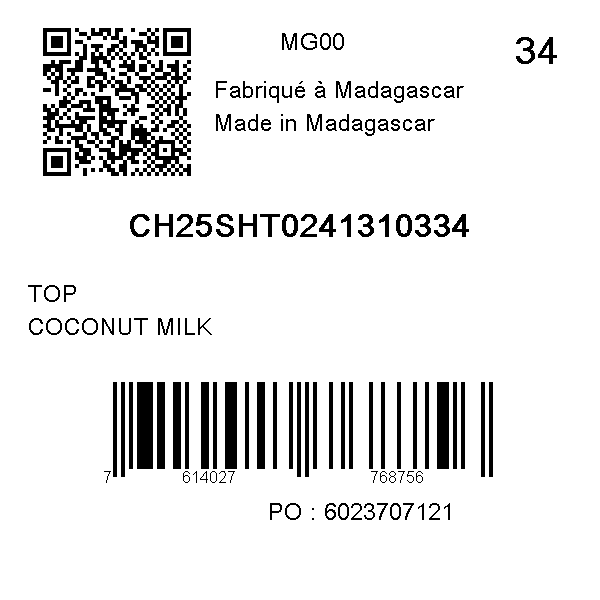 MG00
34
Fabriqué à Madagascar
Made in Madagascar
CH25SHT0241310334
TOP
COCONUT MILK
7 614027 768756
PO : 6023707121